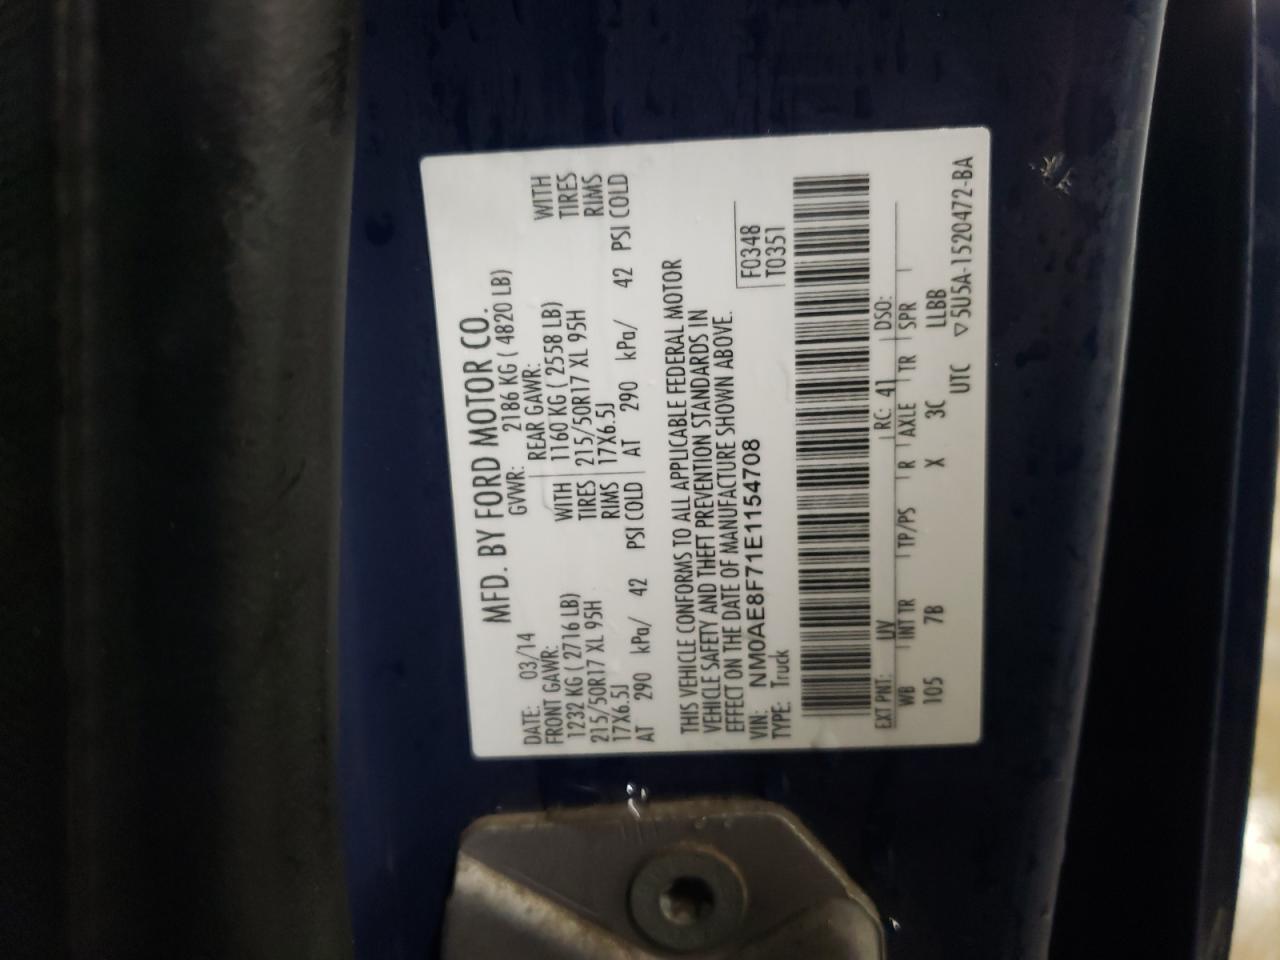 MFD. BY FORD MOTOR CO.
DATE: 03/14 GVWR: 2186 KG ( 4820 LB)
FRONT GAWR: REAR GAWR:
1232 KG ( 2716 LB) WITH 1160 KG ( 2558 LB) WITH
215/50R17 XL 95H TIRES 215/50R17 XL 95H TIRES
17X6.5J RIMS 17X6.5J RIMS
AT 290 kPa/ 42 PSI COLD AT 290 kPa/ 42 PSI COLD
THIS VEHICLE CONFORMS TO ALL APPLICABLE FEDERAL MOTOR
VEHICLE SAFETY AND THEFT PREVENTION STANDARDS IN
EFFECT ON THE DATE OF MANUFACTURE SHOWN ABOVE.
VIN: NM0AE8F71E1154708 F0348
TYPE: Truck T0351
EXT PNT: UV RC: 41 DSO:
WB INT TR TP/PS R AXLE TR SPR
105 7B X 3C LLBB
UTC ▽5U5A-1520472-BA